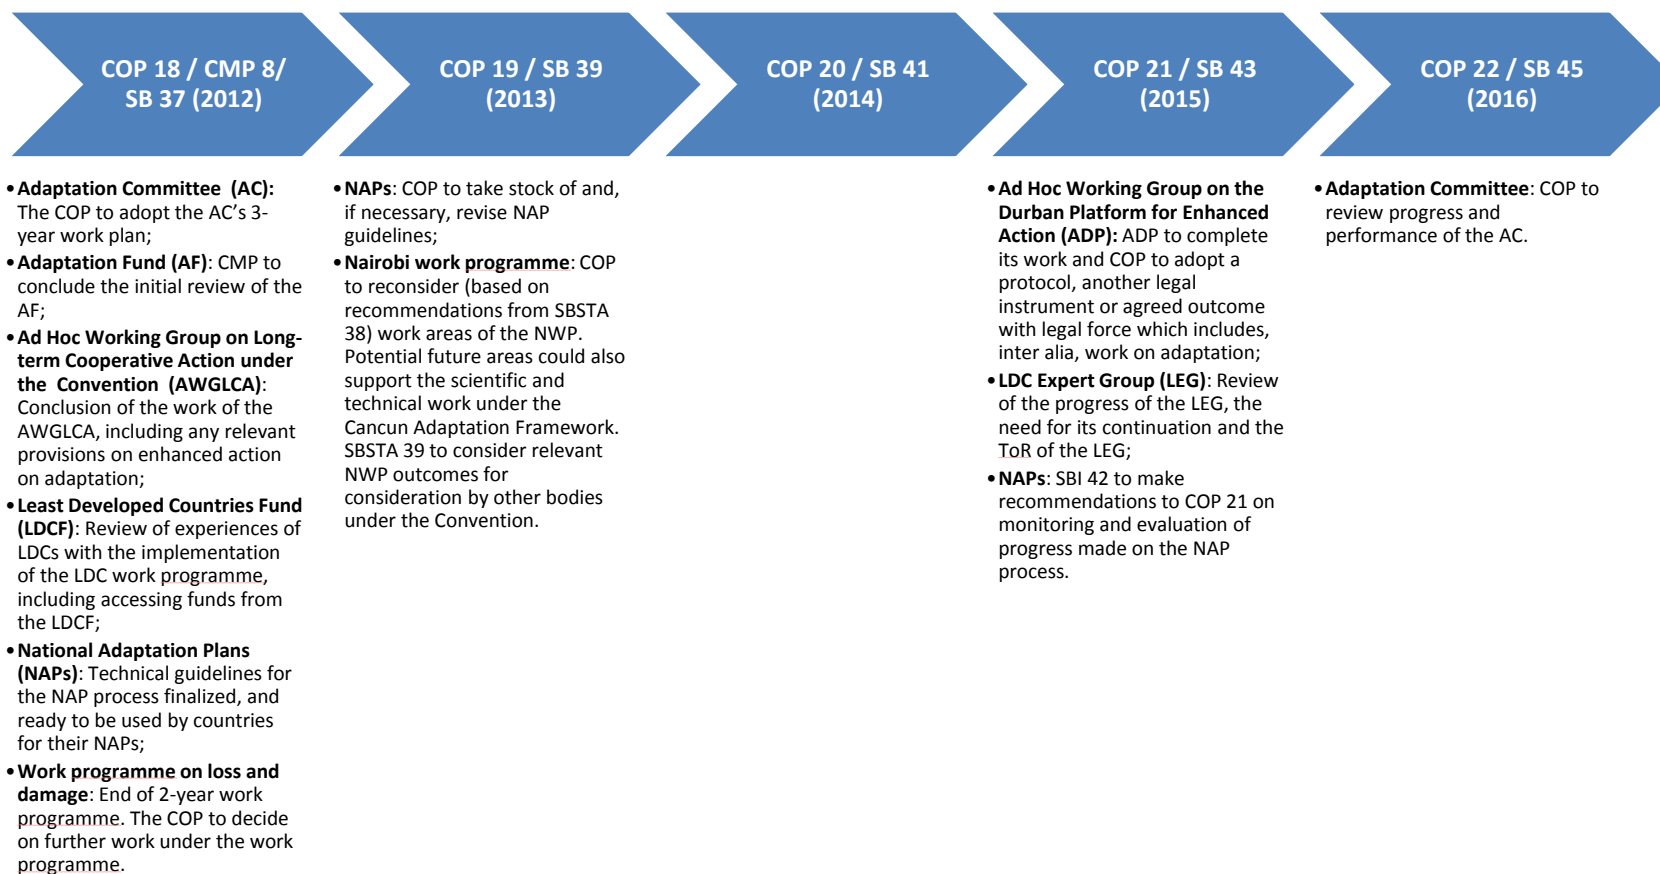 COP 18 / CMP 8/
SB 37 (2012)
COP 19 / SB 39
(2013)
COP 20 / SB 41
(2014)
COP 21 / SB 43
(2015)
COP 22 / SB 45
(2016)
•Adaptation Committee (AC):
The COP to adopt the AC's 3-
year work plan;
•Adaptation Fund (AF): CMP to
conclude the initial review of the
AF;
•Ad Hoc Working Group on Long-
term Cooperative Action under
the Convention (AWGLCA):
Conclusion of the work of the
AWGLCA, including any relevant
provisions on enhanced action
on adaptation;
•Least Developed Countries Fund
(LDCF): Review of experiences of
LDCs with the implementation
of the LDC work programme,
including accessing funds from
the LDCF;
•National Adaptation Plans
(NAPs): Technical guidelines for
the NAP process finalized, and
ready to be used by countries
for their NAPs;
•Work programme on loss and
damage: End of 2-year work
programme. The COP to decide
on further work under the work
programme.
•NAPs: COP to take stock of and,
if necessary, revise NAP
guidelines;
•Nairobi work programme: COP
to reconsider (based on
recommendations from SBSTA
38) work areas of the NWP.
Potential future areas could also
support the scientific and
technical work under the
Cancun Adaptation Framework.
SBSTA 39 to consider relevant
NWP outcomes for
consideration by other bodies
under the Convention.
•Ad Hoc Working Group on the
Durban Platform for Enhanced
Action (ADP): ADP to complete
its work and COP to adopt a
protocol, another legal
instrument or agreed outcome
with legal force which includes,
inter alia, work on adaptation;
•LDC Expert Group (LEG): Review
of the progress of the LEG, the
need for its continuation and the
ToR of the LEG;
•NAPs: SBI 42 to make
recommendations to COP 21 on
monitoring and evaluation of
progress made on the NAP
process.
•Adaptation Committee: COP to
review progress and
performance of the AC.